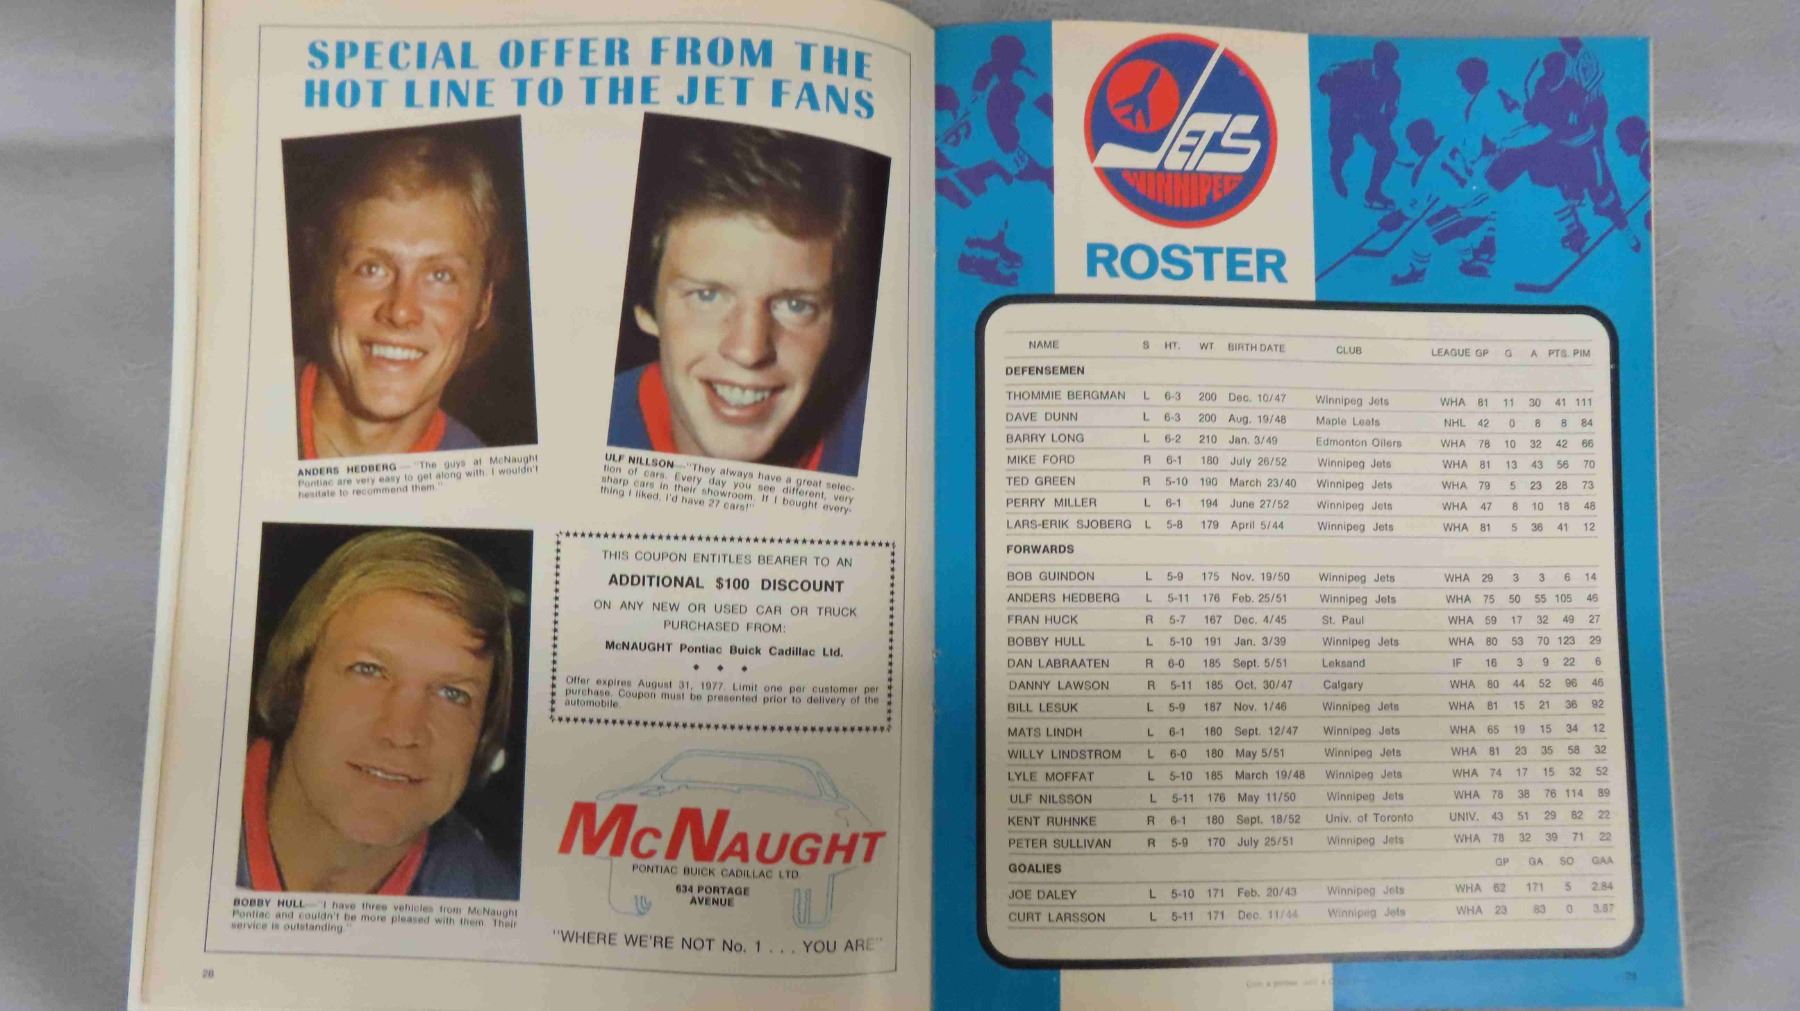 SPECIAL OFFER FROM THE
HOT LINE TO THE JET FANS
ANDERS HEDBERG — "The guys at McNaught
Pontiac are very easy to get along with. I wouldn't
hesitate to recommend them."
ULF NILLSON—"They always have a great selec-
tion of cars. Every day you see different, very
sharp cars in their showroom. If I bought every-
thing I liked, I'd have 27 cars!"
BOBBY HULL—"I have three vehicles from McNaught
Pontiac and couldn't be more pleased with them. Their
service is outstanding."
THIS COUPON ENTITLES BEARER TO AN
ADDITIONAL $100 DISCOUNT
ON ANY NEW OR USED CAR OR TRUCK
PURCHASED FROM:
McNAUGHT Pontiac Buick Cadillac Ltd.
Offer expires August 31, 1977. Limit one per customer per
purchase. Coupon must be presented prior to delivery of the
automobile.
McNAUGHT
PONTIAC BUICK CADILLAC LTD.
634 PORTAGE
AVENUE
"WHERE WE'RE NOT No. 1 . . . YOU ARE"
28
JETS
WINNIPEG
ROSTER
NAME S HT. WT. BIRTH DATE CLUB LEAGUE GP G A PTS. PIM
DEFENSEMEN
THOMMIE BERGMAN L 6-3 200 Dec. 10/47 Winnipeg Jets WHA 81 11 30 41 111
DAVE DUNN L 6-3 200 Aug. 19/48 Maple Leafs NHL 42 0 8 8 84
BARRY LONG L 6-2 210 Jan. 3/49 Edmonton Oilers WHA 78 10 32 42 66
MIKE FORD R 6-1 180 July 26/52 Winnipeg Jets WHA 81 13 43 56 70
TED GREEN R 5-10 190 March 23/40 Winnipeg Jets WHA 79 5 23 28 73
PERRY MILLER L 6-1 194 June 27/52 Winnipeg Jets WHA 47 8 10 18 48
LARS-ERIK SJOBERG L 5-8 179 April 5/44 Winnipeg Jets WHA 81 5 36 41 12
FORWARDS
BOB GUINDON L 5-9 175 Nov. 19/50 Winnipeg Jets WHA 29 3 3 6 14
ANDERS HEDBERG L 5-11 176 Feb. 25/51 Winnipeg Jets WHA 75 50 55 105 46
FRAN HUCK R 5-7 167 Dec. 4/45 St. Paul WHA 59 17 32 49 27
BOBBY HULL L 5-10 191 Jan. 3/39 Winnipeg Jets WHA 80 53 70 123 29
DAN LABRAATEN R 6-0 185 Sept. 5/51 Leksand IF 16 3 9 22 6
DANNY LAWSON R 5-11 185 Oct. 30/47 Calgary WHA 80 44 52 96 46
BILL LESUK L 5-9 187 Nov. 1/46 Winnipeg Jets WHA 81 15 21 36 92
MATS LINDH L 6-1 180 Sept. 12/47 Winnipeg Jets WHA 65 19 15 34 12
WILLY LINDSTROM L 6-0 180 May 5/51 Winnipeg Jets WHA 81 23 35 58 32
LYLE MOFFAT L 5-10 185 March 19/48 Winnipeg Jets WHA 74 17 15 32 52
ULF NILSSON L 5-11 176 May 11/50 Winnipeg Jets WHA 78 38 76 114 89
KENT RUHNKE R 6-1 180 Sept. 18/52 Univ. of Toronto UNIV. 43 51 29 82 22
PETER SULLIVAN R 5-9 170 July 25/51 Winnipeg Jets WHA 78 32 39 71 22
GOALIES GP GA SO GAA
JOE DALEY L 5-10 171 Feb. 20/43 Winnipeg Jets WHA 62 171 5 2.84
CURT LARSSON L 5-11 171 Dec. 11/44 Winnipeg Jets WHA 23 83 0 3.87